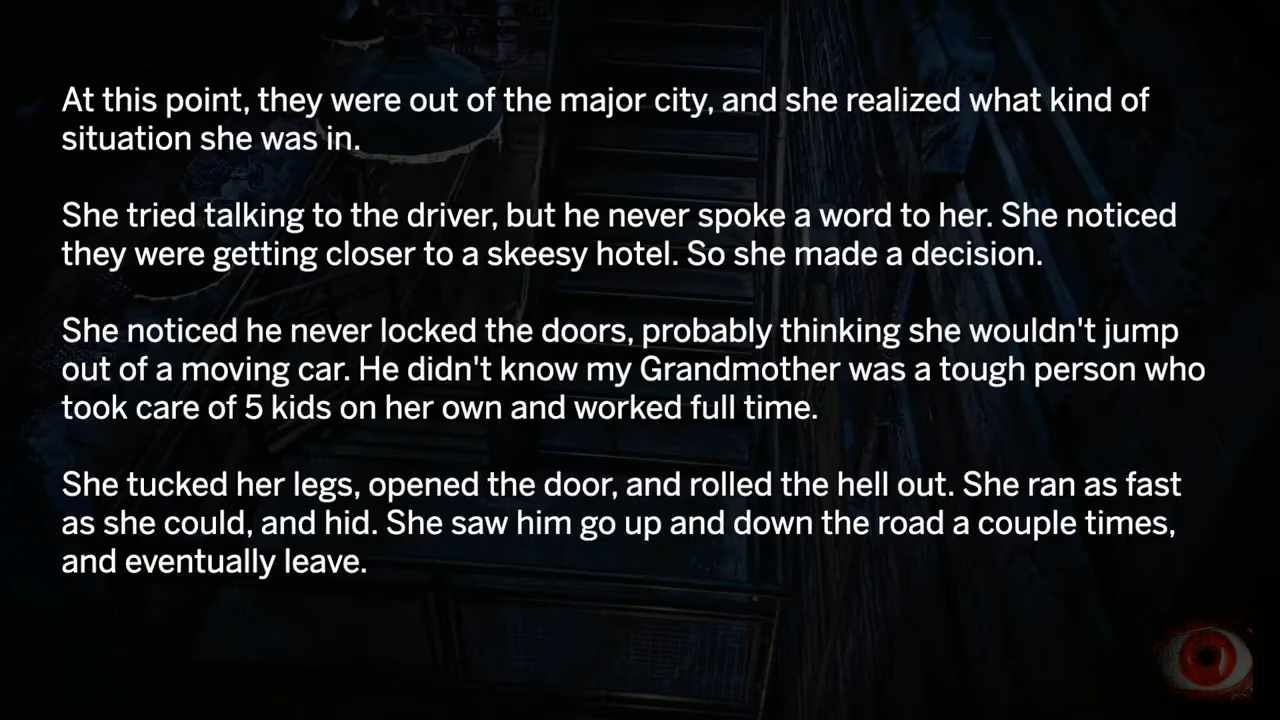 At this point, they were out of the major city, and she realized what kind of
situation she was in.
She tried talking to the driver, but he never spoke a word to her. She noticed
they were getting closer to a skeesy hotel. So she made a decision.
She noticed he never locked the doors, probably thinking she wouldn't jump
out of a moving car. He didn't know my Grandmother was a tough person who
took care of 5 kids on her own and worked full time.
She tucked her legs, opened the door, and rolled the hell out. She ran as fast
as she could, and hid. She saw him go up and down the road a couple times,
and eventually leave.